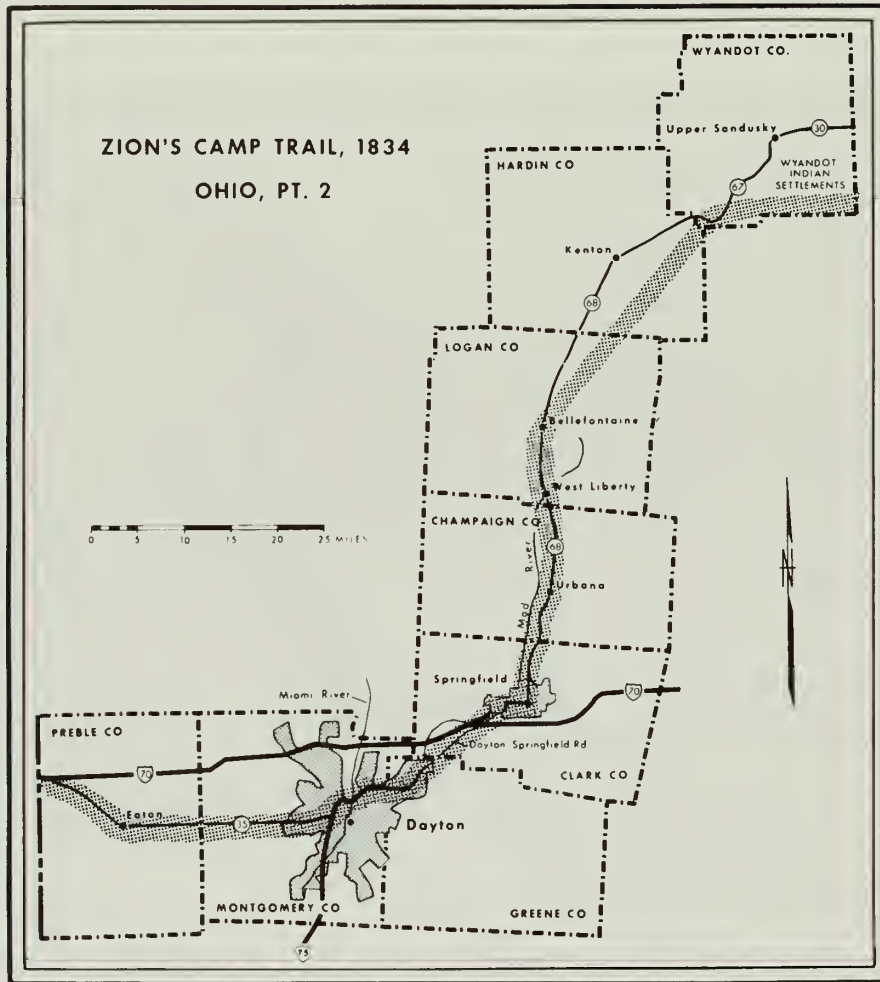 ZION'S CAMP TRAIL, 1834
OHIO, PT. 2
WYANDOT CO.
Upper Sandusky
30
WYANDOT
INDIAN
SETTLEMENTS
67
HARDIN CO
Kenton
68
LOGAN CO
Bellefontaine
West Liberty
CHAMPAIGN CO
68
Mad River
Urbana
0 5 10 15 20 25 MILES
N
Springfield
70
Miami River
Dayton Springfield Rd
CLARK CO
PREBLE CO
70
Eaton
35
Dayton
MONTGOMERY CO
GREENE CO
75